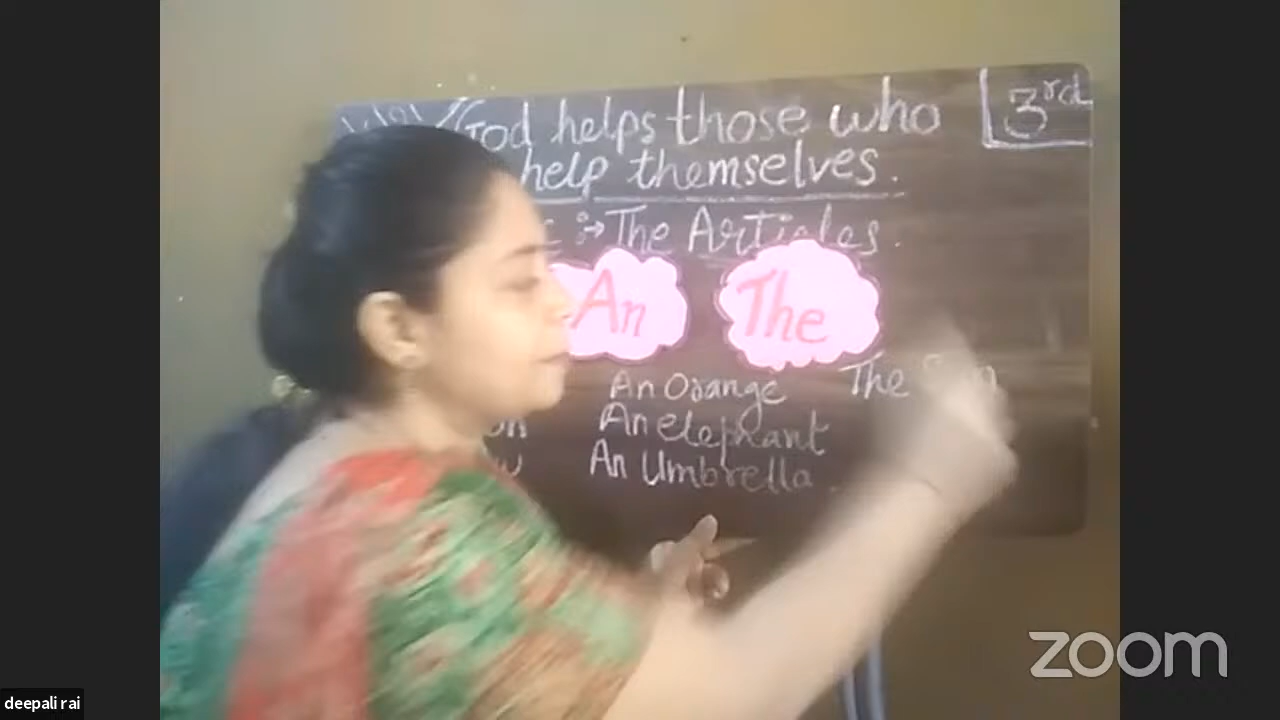 God helps those who
help themselves.
3rd
:→ The Articles.
An
The
An Orange
The
An elephant
An Umbrella.
zoom
deepali rai